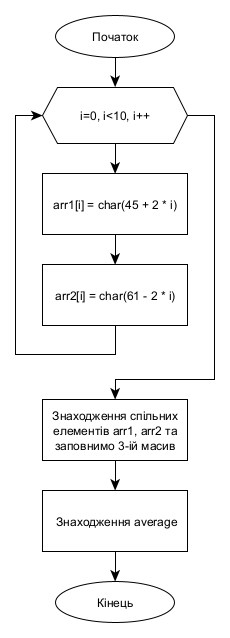 Початок
i=0, i<10, i++
arr1[i] = char(45 + 2 * i)
arr2[i] = char(61 - 2 * i)
Знаходження спільних
елементів arr1, arr2 та
заповнимо 3-ій масив
Знаходження average
Кінець